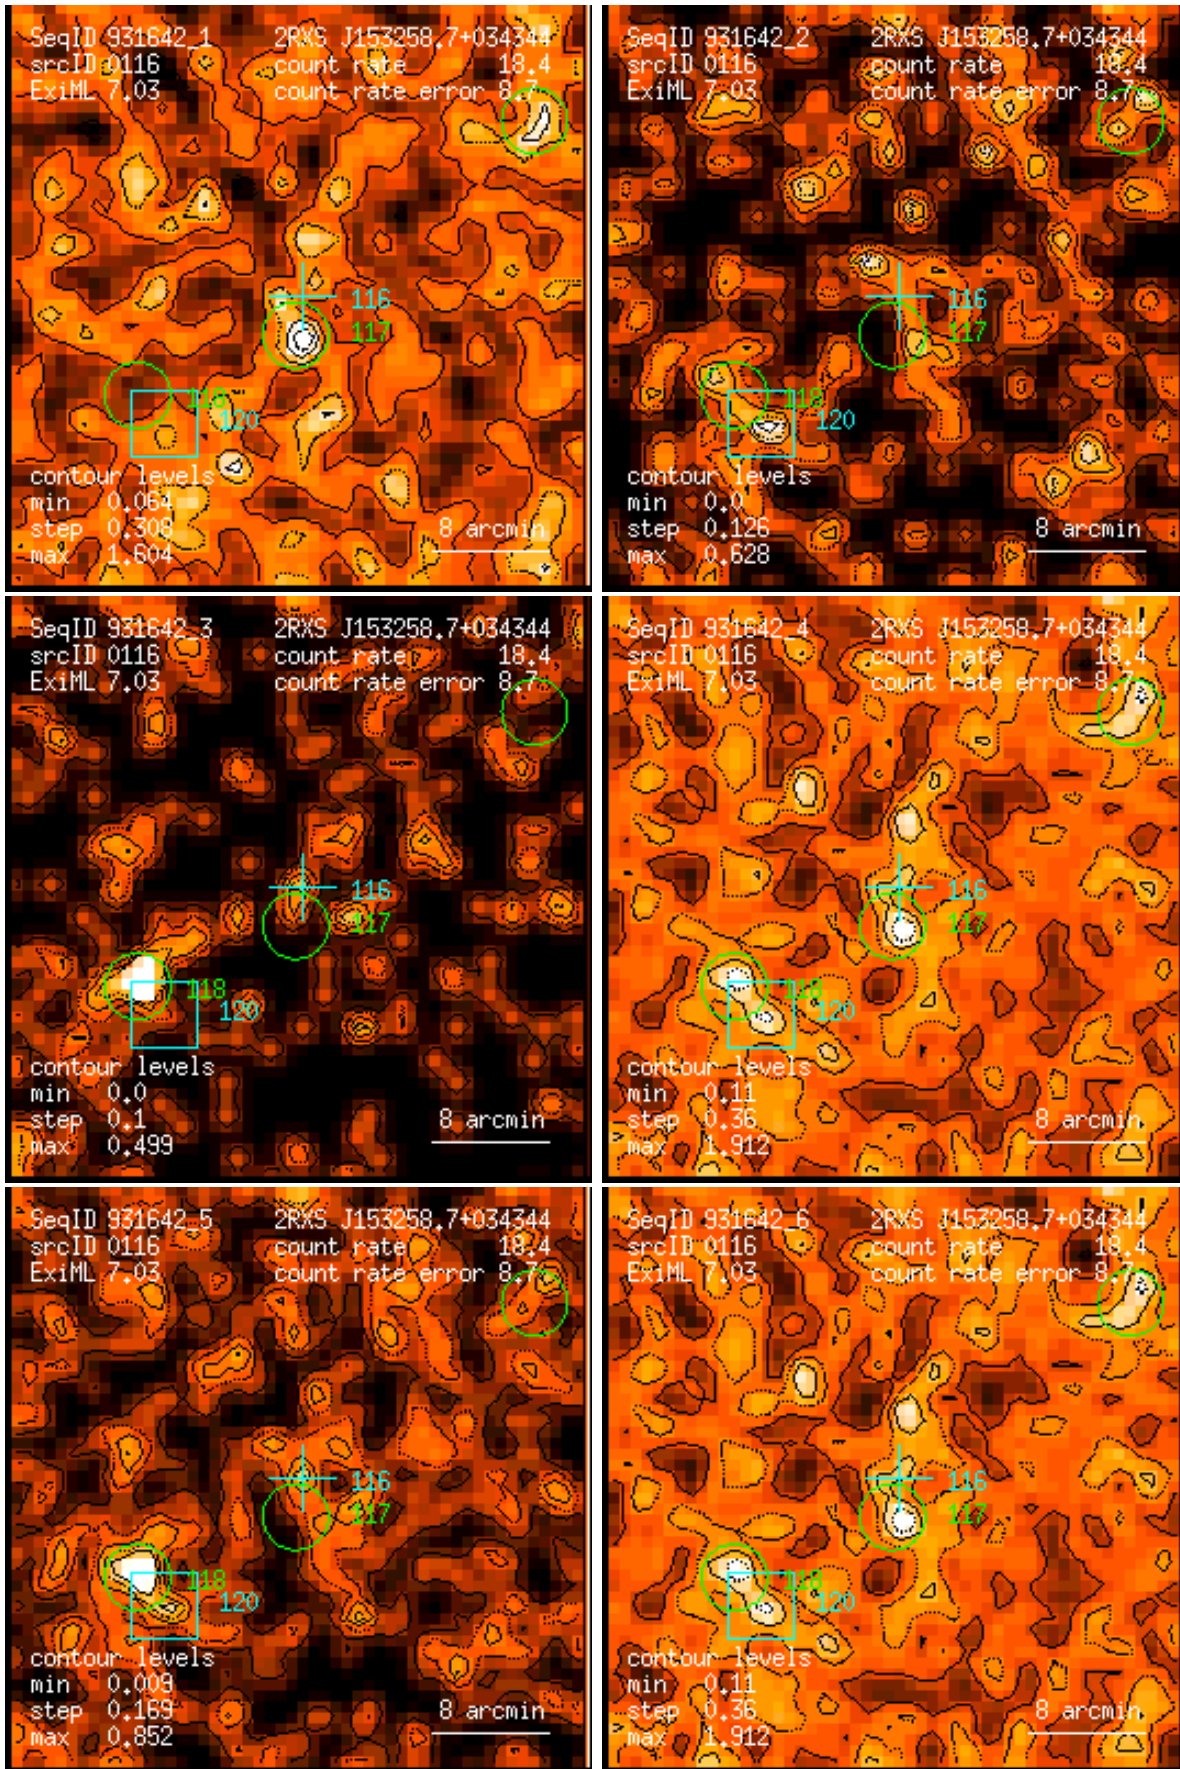 SeqID 931642_1 2RXS J153258.7+034344
srcID 0116 count rate 18.4
ExiML 7.03 count rate error 8.7
116
117
118
120
contour levels
min 0.064
step 0.308
max 1.604
8 arcmin
SeqID 931642_2 2RXS J153258.7+034344
srcID 0116 count rate 18.4
ExiML 7.03 count rate error 8.7
116
117
118
120
contour levels
min 0.0
step 0.126
max 0.628
8 arcmin
SeqID 931642_3 2RXS J153258.7+034344
srcID 0116 count rate 18.4
ExiML 7.03 count rate error 8.7
116
117
118
120
contour levels
min 0.0
step 0.1
max 0.499
8 arcmin
SeqID 931642_4 2RXS J153258.7+034344
srcID 0116 count rate 18.4
ExiML 7.03 count rate error 8.7
116
117
118
120
contour levels
min 0.11
step 0.36
max 1.912
8 arcmin
SeqID 931642_5 2RXS J153258.7+034344
srcID 0116 count rate 18.4
ExiML 7.03 count rate error 8.7
116
117
118
120
contour levels
min 0.009
step 0.169
max 0.852
8 arcmin
SeqID 931642_6 2RXS J153258.7+034344
srcID 0116 count rate 18.4
ExiML 7.03 count rate error 8.7
116
117
118
120
contour levels
min 0.11
step 0.36
max 1.912
8 arcmin